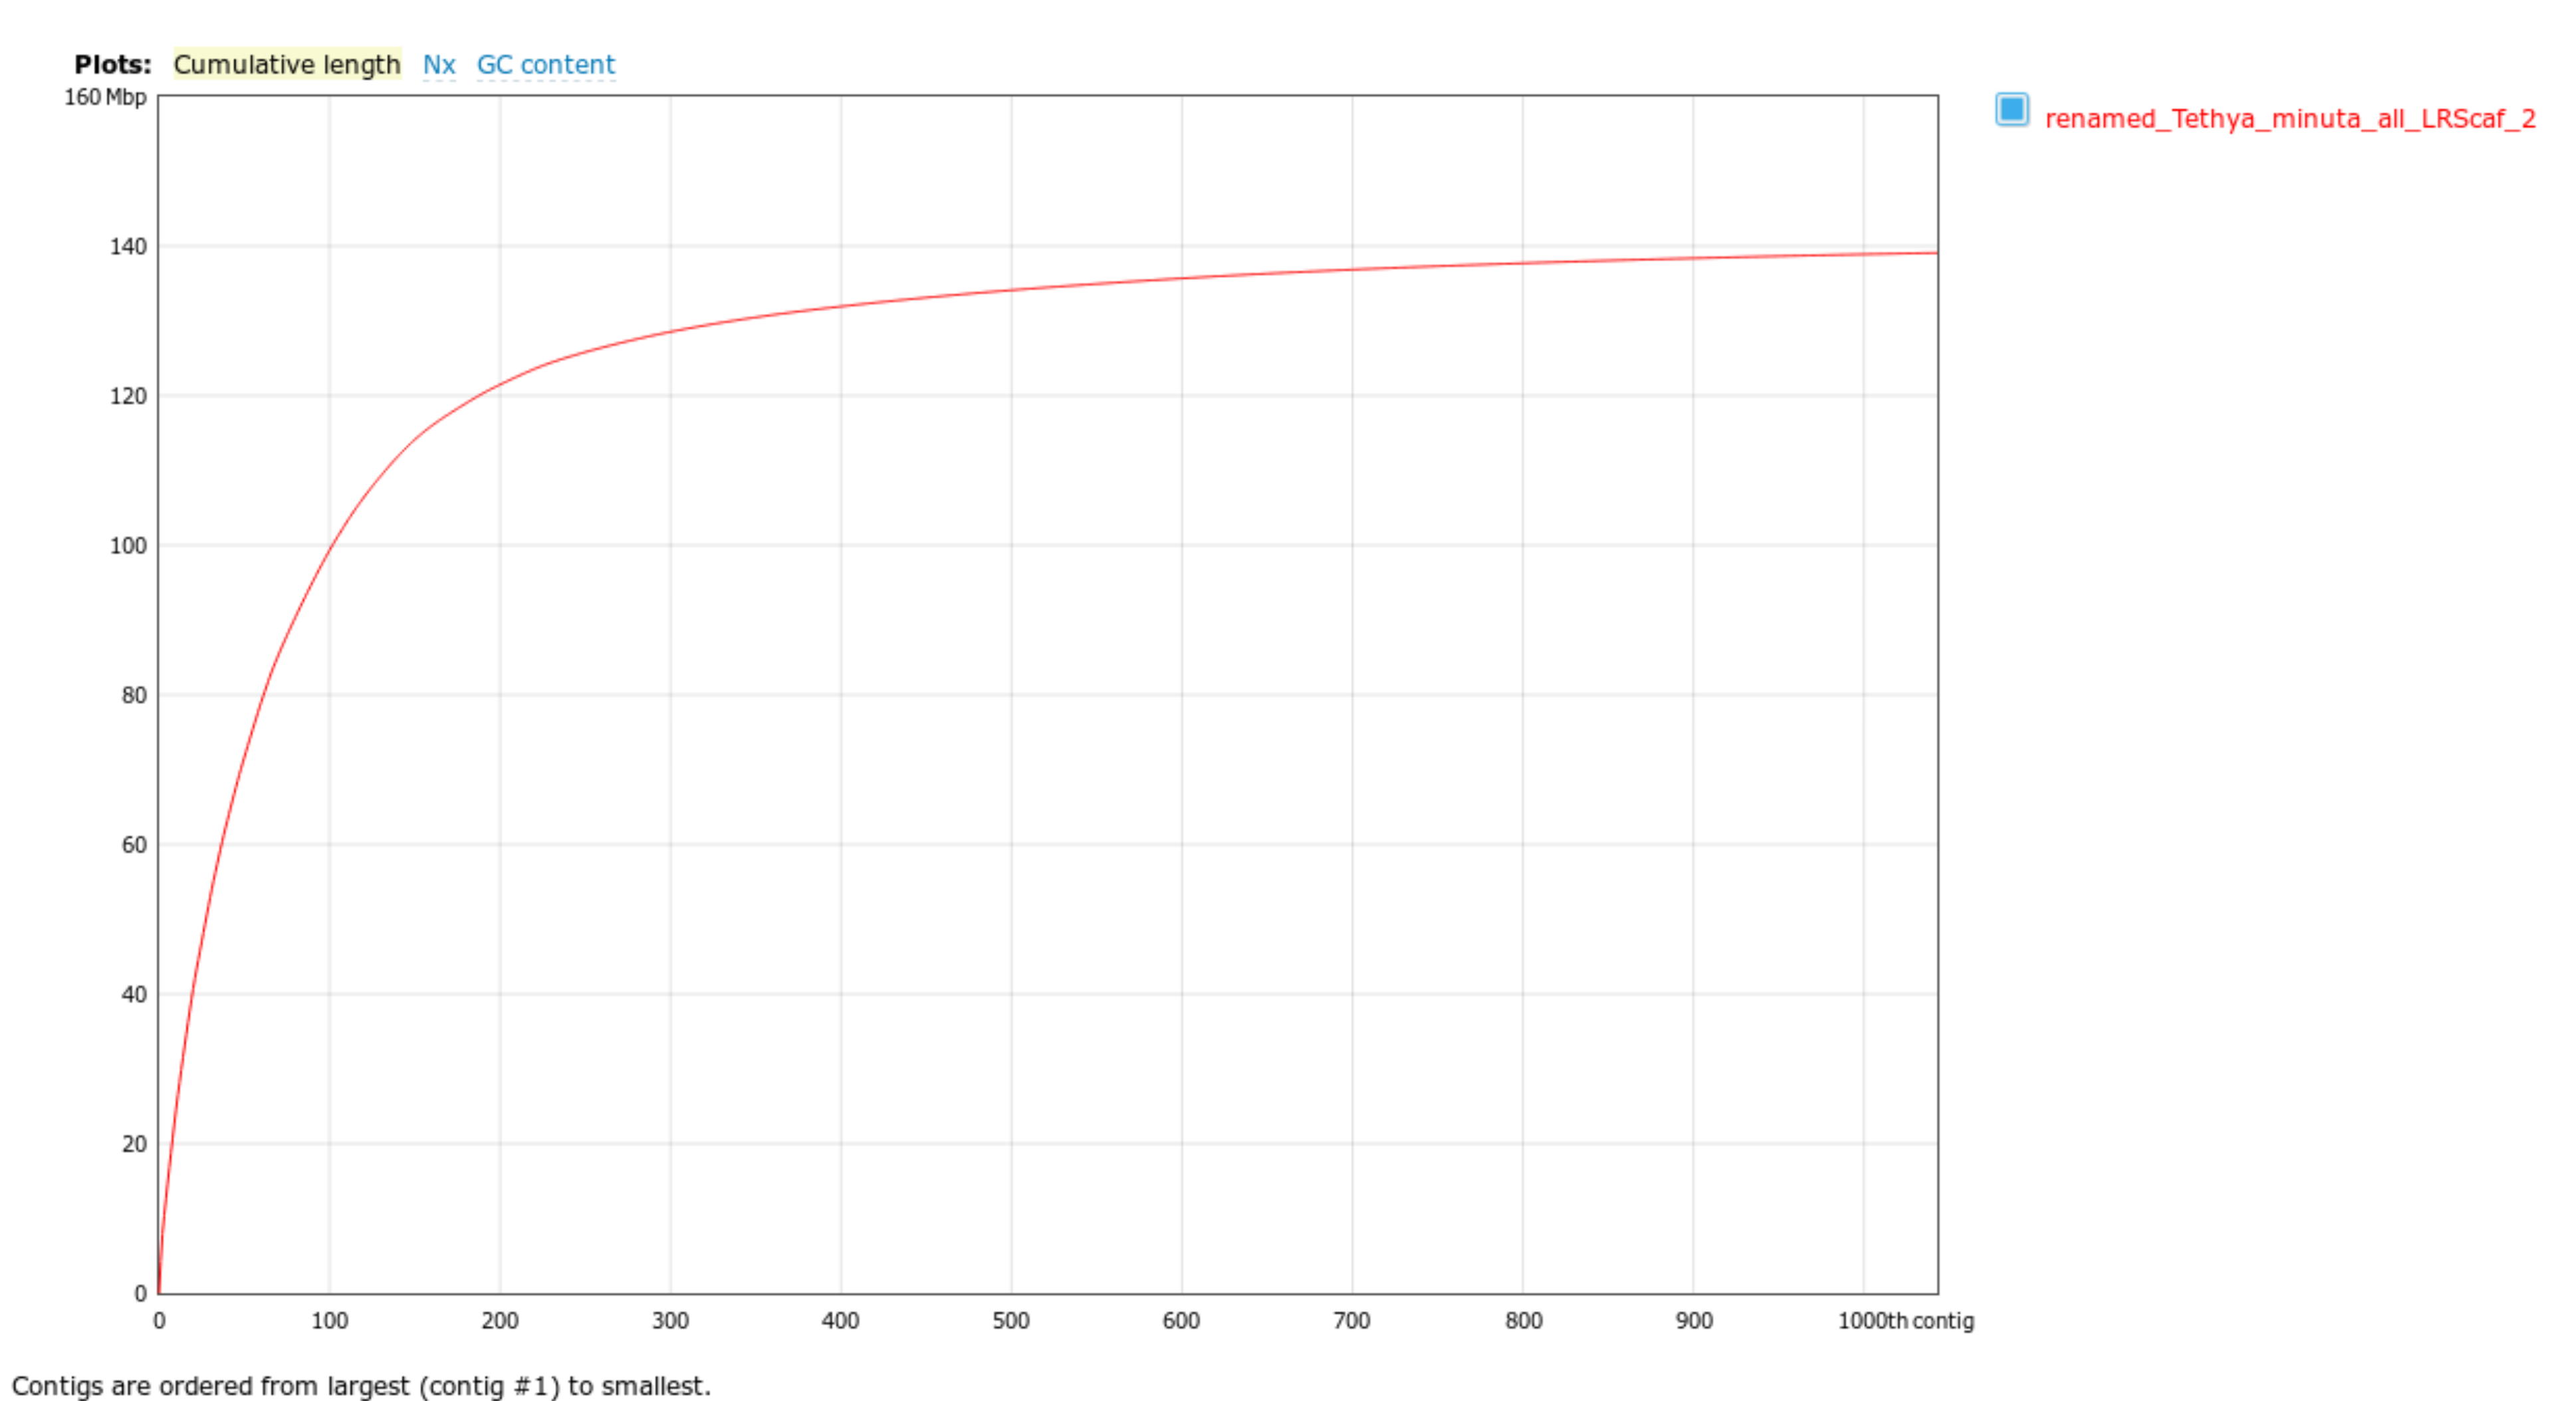 Plots: Cumulative length Nx GC content
160 Mbp
renamed_Tethya_minuta_all_LRScaf_2
140
120
100
80
60
40
20
0
0 100 200 300 400 500 600 700 800 900 1000th contig
Contigs are ordered from largest (contig #1) to smallest.